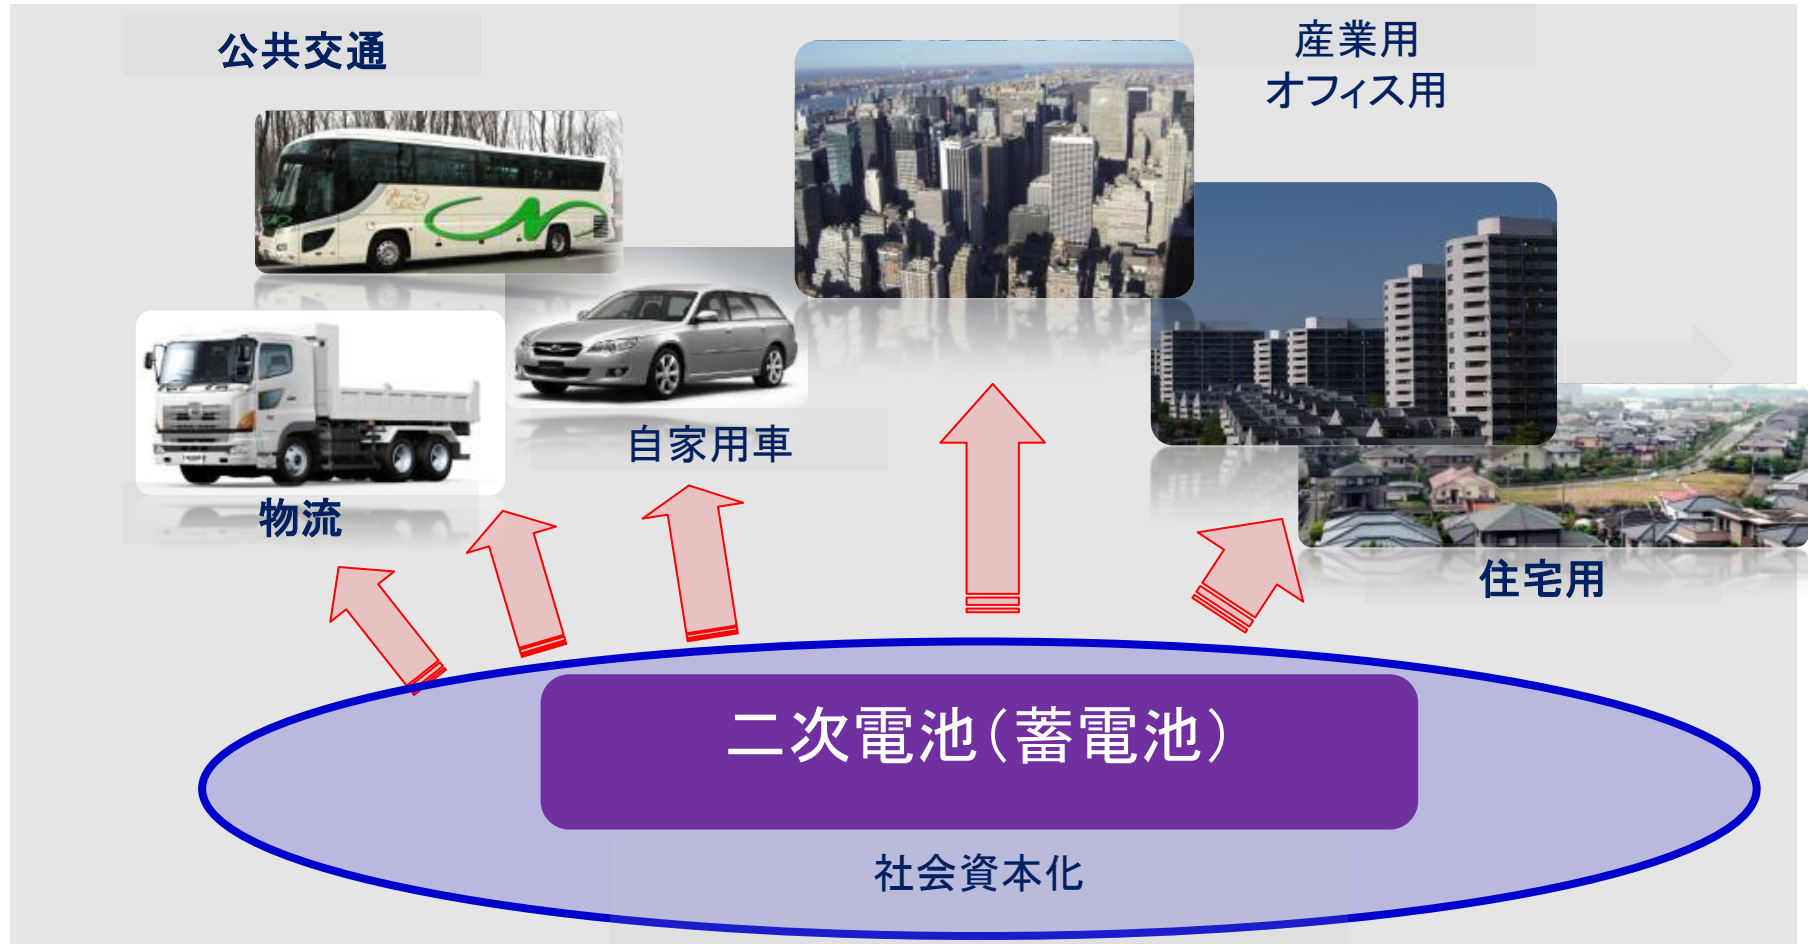 公共交通
産業用
オフィス用
自家用車
物流
住宅用
二次電池（蓄電池）
社会資本化